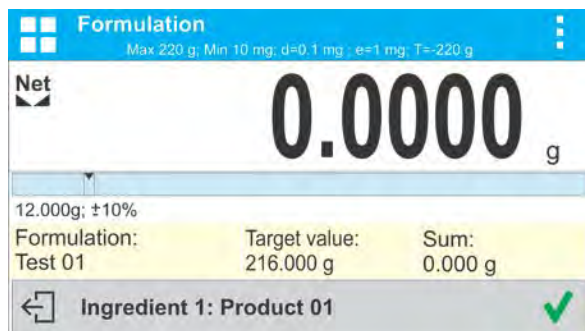 Formulation
Max 220 g; Min 10 mg; d=0.1 mg ; e=1 mg; T=-220 g
Net
0.0000 g
12.000g; ±10%
Formulation: Target value: Sum:
Test 01 216.000 g 0.000 g
Ingredient 1: Product 01